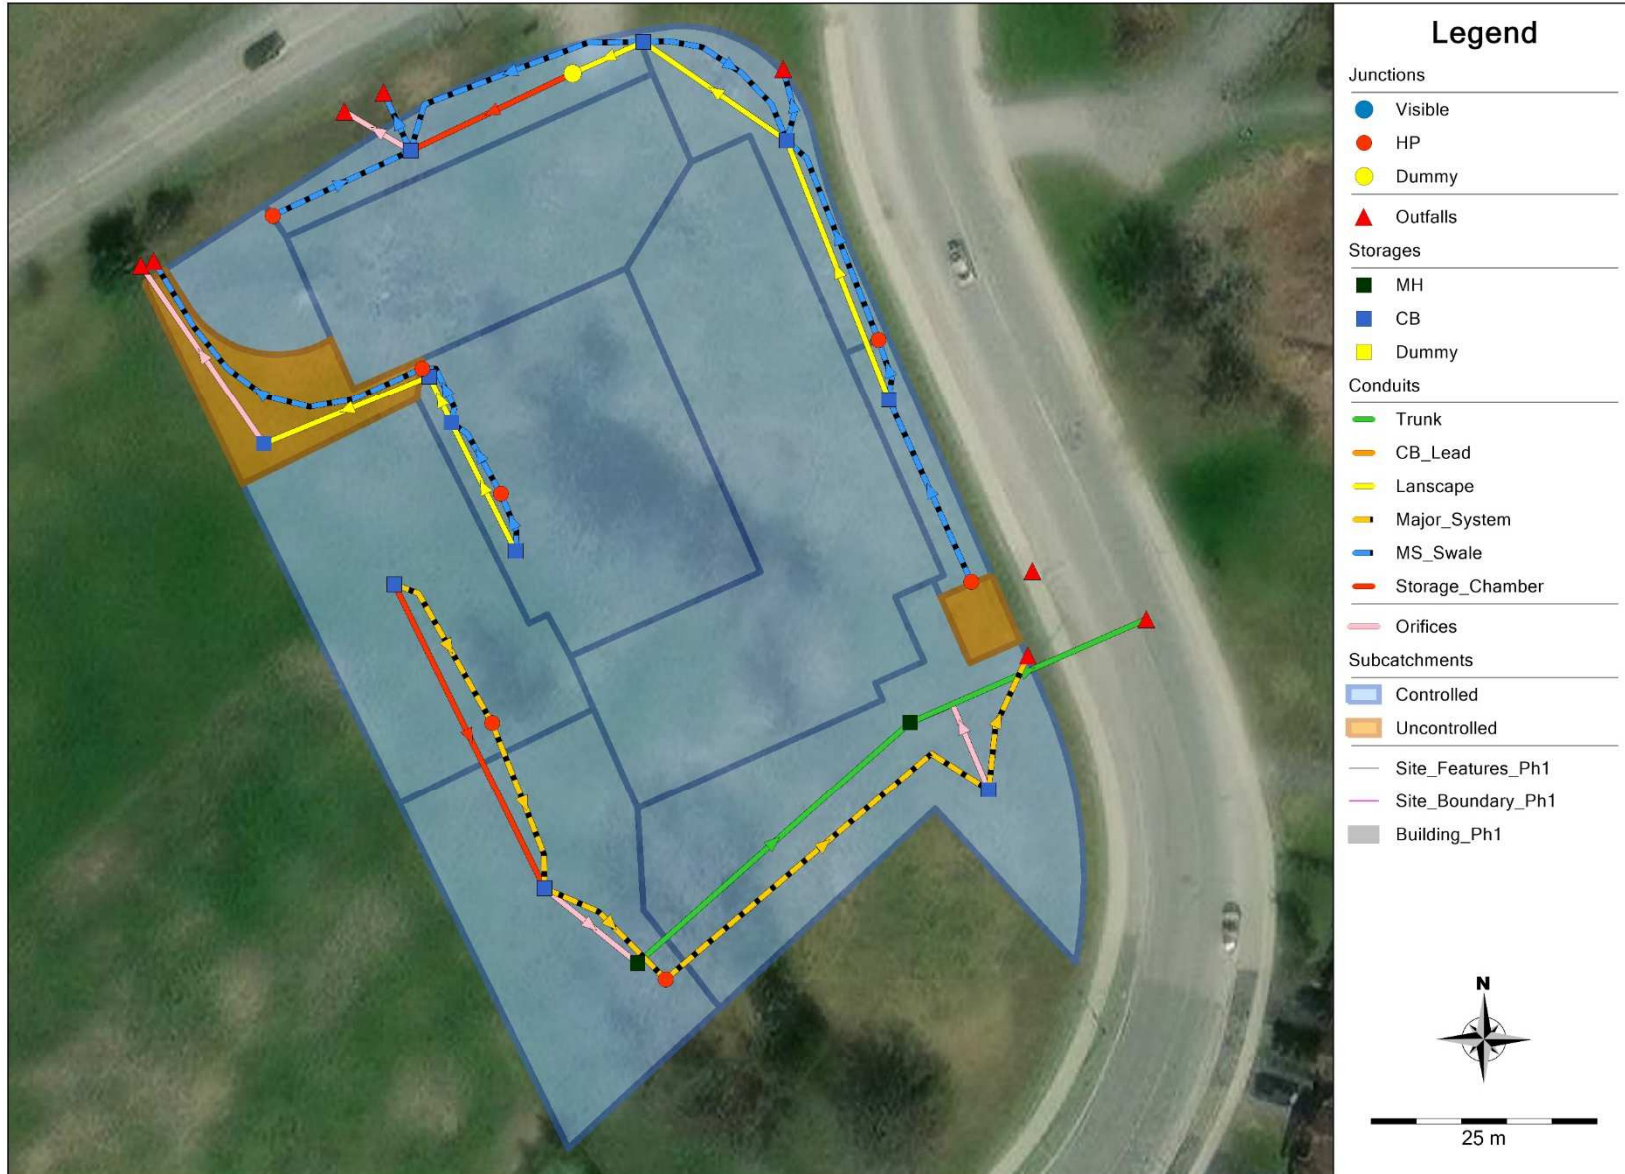 Legend
Junctions
Visible
HP
Dummy
Outfalls
Storages
MH
CB
Dummy
Conduits
Trunk
CB_Lead
Lanscape
Major_System
MS_Swale
Storage_Chamber
Orifices
Subcatchments
Controlled
Uncontrolled
Site_Features_Ph1
Site_Boundary_Ph1
Building_Ph1
N
25 m